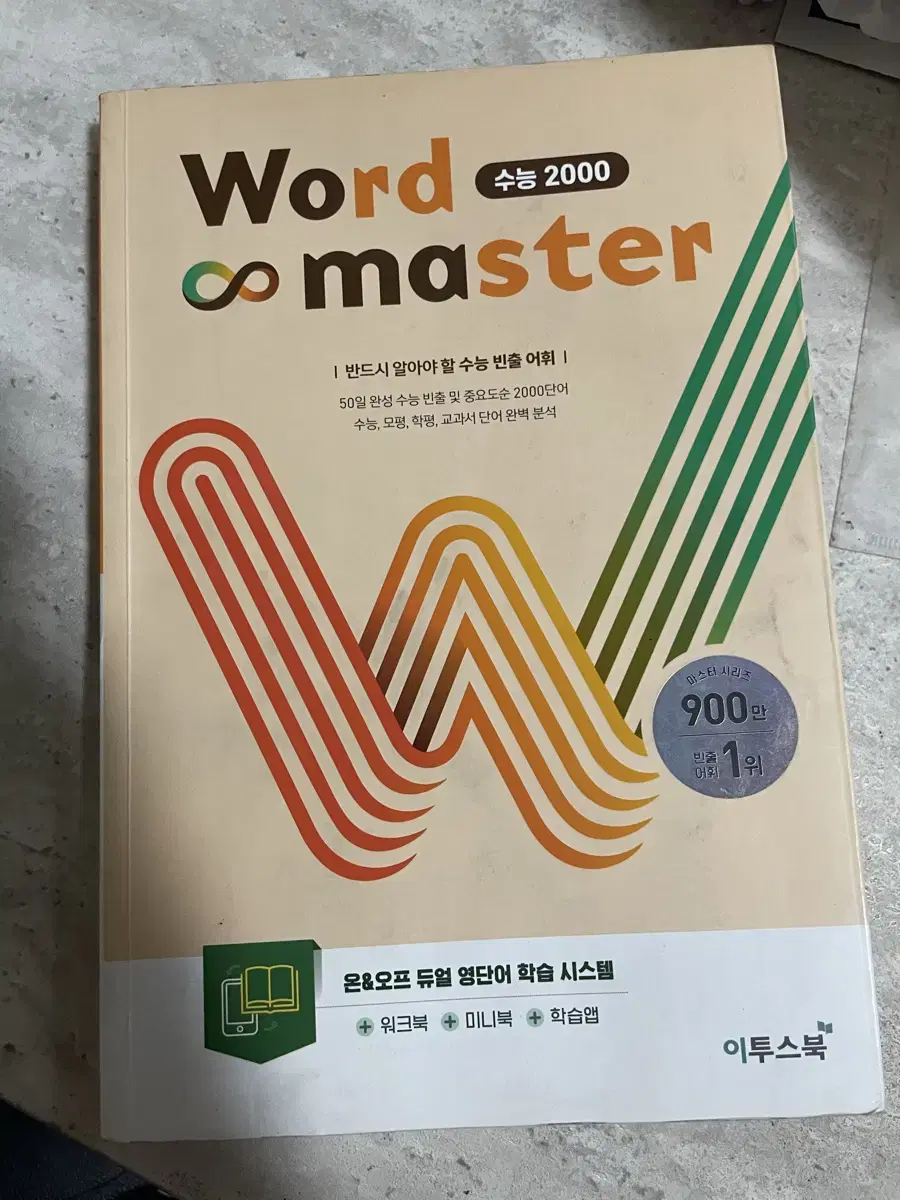 Word 수능 2000
master
| 반드시 알아야 할 수능 빈출 어휘 |
50일 완성 수능 빈출 및 중요도순 2000단어
수능, 모평, 학평, 교과서 단어 완벽 분석
마스터 시리즈
900만
빈출
어휘 1위
온&오프 듀얼 영단어 학습 시스템
+ 워크북 + 미니북 + 학습앱
이투스북